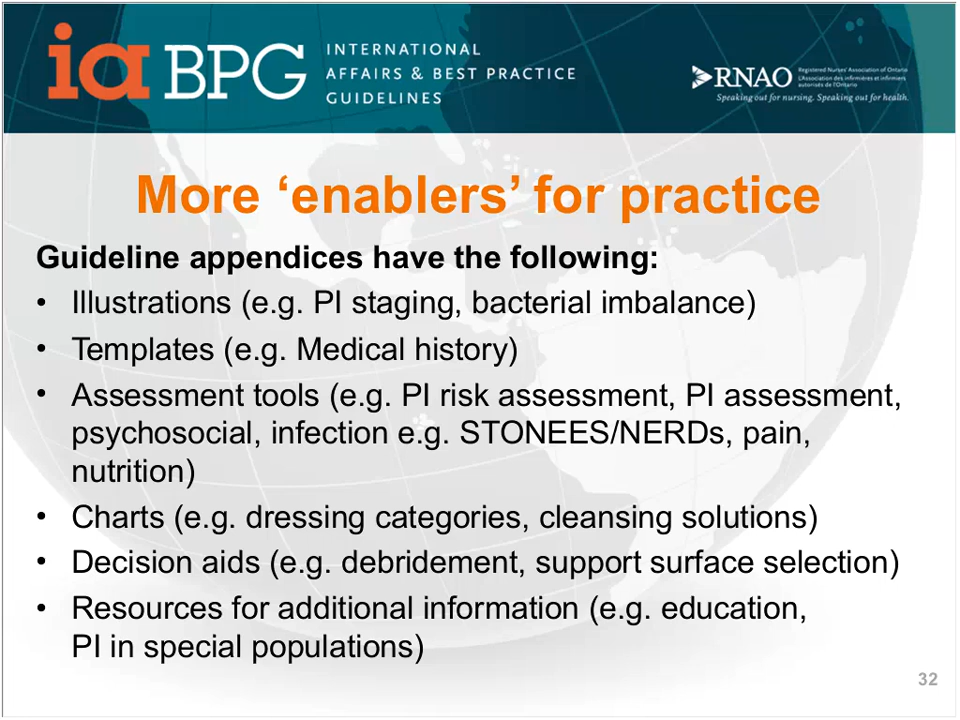 ia BPG
INTERNATIONAL
AFFAIRS & BEST PRACTICE
GUIDELINES
RNAO
Registered Nurses' Association of Ontario
L'Association des infirmières et infirmiers
autorisés de l'Ontario
Speaking out for nursing. Speaking out for health.
More ‘enablers’ for practice
Guideline appendices have the following:
• Illustrations (e.g. PI staging, bacterial imbalance)
• Templates (e.g. Medical history)
• Assessment tools (e.g. PI risk assessment, PI assessment,
psychosocial, infection e.g. STONEES/NERDs, pain,
nutrition)
• Charts (e.g. dressing categories, cleansing solutions)
• Decision aids (e.g. debridement, support surface selection)
• Resources for additional information (e.g. education,
PI in special populations)
32